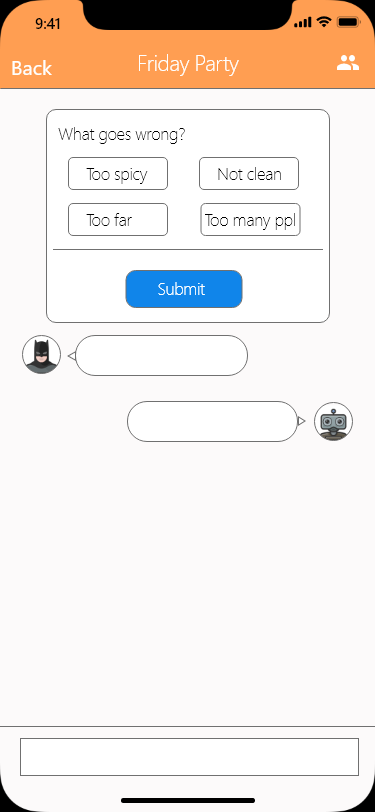 9:41
Back
Friday Party
What goes wrong?
Too spicy
Not clean
Too far
Too many ppl
Submit